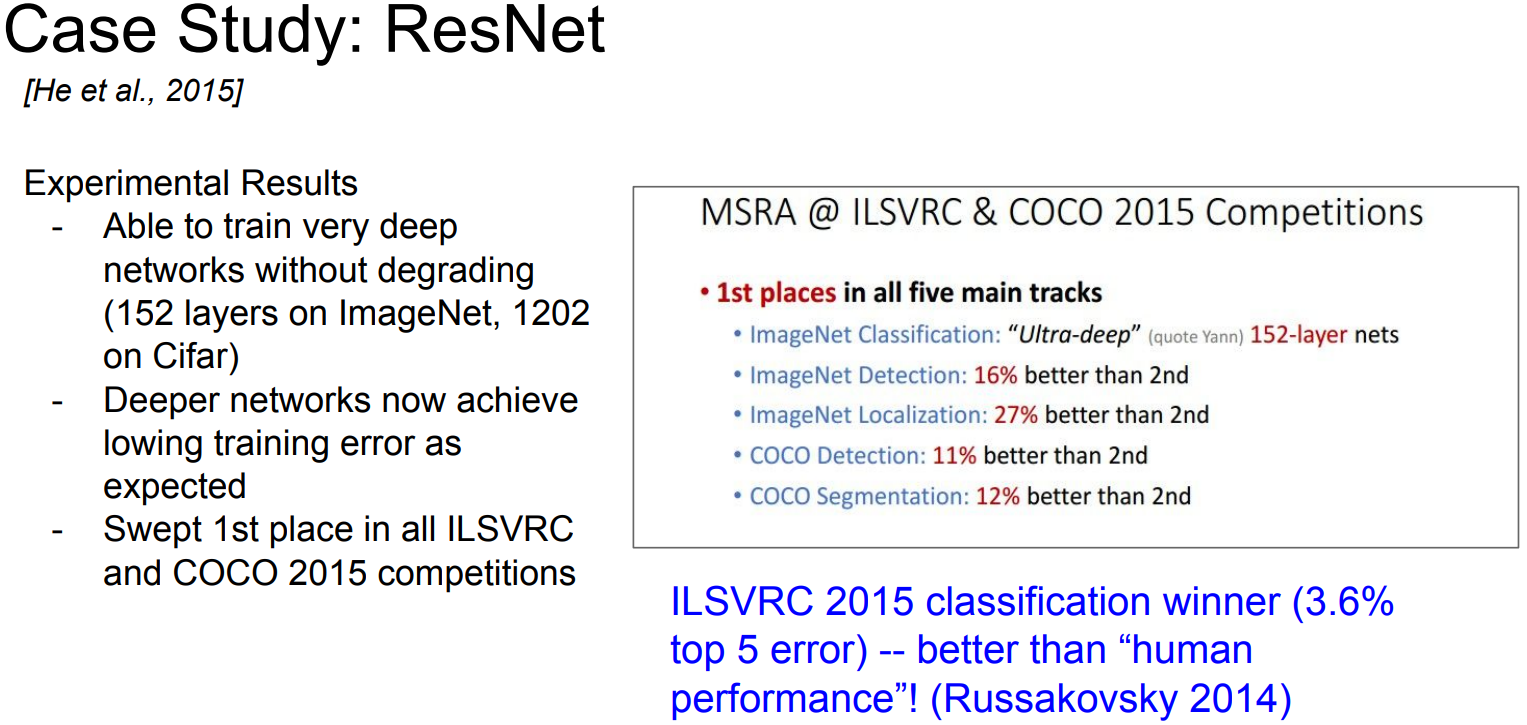 Case Study: ResNet
[He et al., 2015]
Experimental Results
- Able to train very deep
networks without degrading
(152 layers on ImageNet, 1202
on Cifar)
- Deeper networks now achieve
lowing training error as
expected
- Swept 1st place in all ILSVRC
and COCO 2015 competitions
MSRA @ ILSVRC & COCO 2015 Competitions
• 1st places in all five main tracks
• ImageNet Classification: “Ultra-deep” (quote Yann) 152-layer nets
• ImageNet Detection: 16% better than 2nd
• ImageNet Localization: 27% better than 2nd
• COCO Detection: 11% better than 2nd
• COCO Segmentation: 12% better than 2nd
ILSVRC 2015 classification winner (3.6%
top 5 error) -- better than “human
performance”! (Russakovsky 2014)